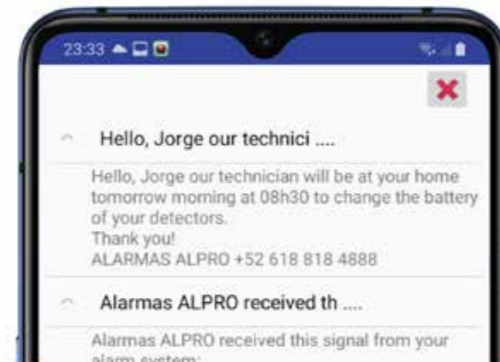 23:33
Hello, Jorge our technici ....
Hello, Jorge our technician will be at your home
tomorrow morning at 08h30 to change the battery
of your detectors.
Thank you!
ALARMAS ALPRO +52 618 818 4888
Alarmas ALPRO received th ....
Alarmas ALPRO received this signal from your
alarm system: